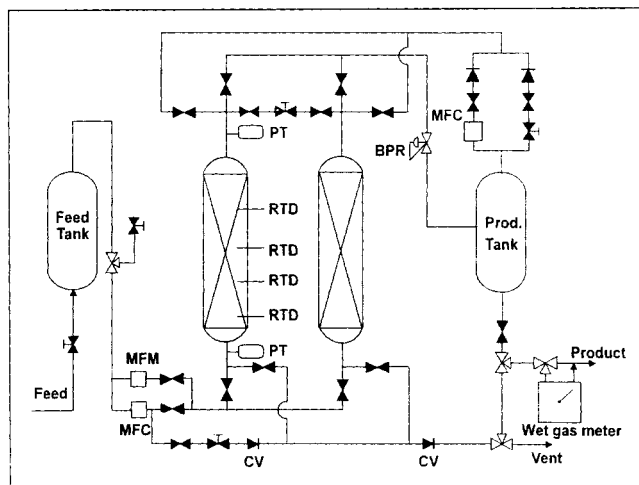 MFC
PT
BPR
Feed
Tank
RTD
RTD
RTD
RTD
Prod.
Tank
PT
MFM
Feed
MFC
CV
CV
Product
Wet gas meter
Vent